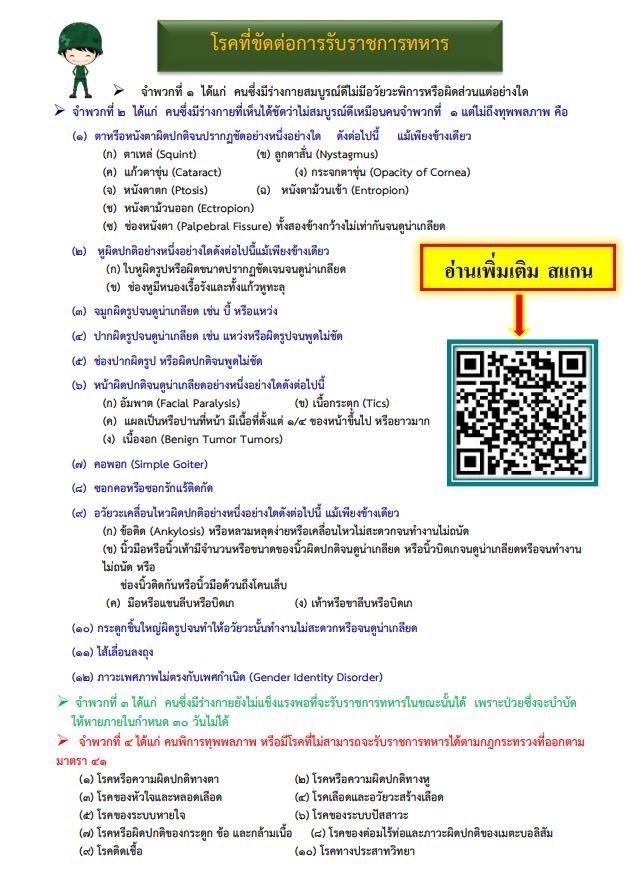 โรคที่ขัดต่อการรับราชการทหาร
➢ จำพวกที่ ๑ ได้แก่ คนซึ่งมีร่างกายสมบูรณ์ดีไม่มีอวัยวะพิการหรือผิดส่วนแต่อย่างใด
➢ จำพวกที่ ๒ ได้แก่ คนซึ่งมีร่างกายที่เห็นได้ชัดว่าไม่สมบูรณ์ดีเหมือนคนจำพวกที่ ๑ แต่ไม่ถึงทุพพลภาพ คือ
(๑) ตาหรือหนังตาผิดปกติจนปรากฏชัดอย่างหนึ่งอย่างใด ดังต่อไปนี้ แม้เพียงข้างเดียว
(ก) ตาเหล่ (Squint) (ข) ลูกตาสั่น (Nystagmus)
(ค) แก้วตาขุ่น (Cataract) (ง) กระจกตาขุ่น (Opacity of Cornea)
(จ) หนังตาตก (Ptosis) (ฉ) หนังตาม้วนเข้า (Entropion)
(ช) หนังตาม้วนออก (Ectropion)
(ซ) ช่องหนังตา (Palpebral Fissure) ทั้งสองข้างกว้างไม่เท่ากันจนดูน่าเกลียด
(๒) หูผิดปกติอย่างหนึ่งอย่างใดดังต่อไปนี้แม้เพียงข้างเดียว
(ก) ใบหูผิดรูปหรือผิดขนาดปรากฏชัดเจนจนดูน่าเกลียด
(ข) ช่องหูมีหนองเรื้อรังและทั้งแก้วหูทะลุ
อ่านเพิ่มเติม สแกน
(๓) จมูกผิดรูปจนดูน่าเกลียด เช่น บี้ หรือแหว่ง
(๔) ปากผิดรูปจนดูน่าเกลียด เช่น แหว่งหรือผิดรูปจนพูดไม่ชัด
(๕) ช่องปากผิดรูป หรือผิดปกติจนพูดไม่ชัด
(๖) หน้าผิดปกติจนดูน่าเกลียดอย่างหนึ่งอย่างใดดังต่อไปนี้
(ก) อัมพาต (Facial Paralysis) (ข) เนื้อกระตุก (Tics)
(ค) แผลเป็นหรือปานที่หน้า มีเนื้อที่ตั้งแต่ ๑/๔ ของหน้าขึ้นไป หรือยาวมาก
(ง) เนื้องอก (Benign Tumor Tumors)
(๗) คอพอก (Simple Goiter)
(๘) ซอกคอหรือซอกรักแร้ติดกัด
(๙) อวัยวะเคลื่อนไหวผิดปกติอย่างหนึ่งอย่างใดดังต่อไปนี้ แม้เพียงข้างเดียว
(ก) ข้อติด (Ankylosis) หรือหลวมหลุดง่ายหรือเคลื่อนไหวไม่สะดวกจนทำงานไม่ถนัด
(ข) นิ้วมือหรือนิ้วเท้ามีจำนวนหรือขนาดของนิ้วผิดปกติจนดูน่าเกลียด หรือนิ้วบิดเกจนดูน่าเกลียดหรือจนทำงาน
ไม่ถนัด หรือ
ช่องนิ้วติดกันหรือนิ้วมือด้วนถึงโคนเล็บ
(ค) มือหรือแขนลีบหรือบิดเก (ง) เท้าหรือขาลีบหรือบิดเก
(๑๐) กระดูกชิ้นใหญ่ผิดรูปจนทำให้อวัยวะนั้นทำงานไม่สะดวกหรือจนดูน่าเกลียด
(๑๑) ไส้เลื่อนลงถุง
(๑๒) ภาวะเพศภาพไม่ตรงกับเพศกำเนิด (Gender Identity Disorder)
➢ จำพวกที่ ๓ ได้แก่ คนซึ่งมีร่างกายยังไม่แข็งแรงพอที่จะรับราชการทหารในขณะนั้นได้ เพราะป่วยซึ่งจะบำบัด
ให้หายภายในกำหนด ๓๐ วันไม่ได้
➢ จำพวกที่ ๔ ได้แก่ คนพิการทุพพลภาพ หรือมีโรคที่ไม่สามารถจะรับราชการทหารได้ตามกฎกระทรวงที่ออกตาม
มาตรา ๔๑
(๑) โรคหรือความผิดปกติทางตา (๒) โรคหรือความผิดปกติทางหู
(๓) โรคของหัวใจและหลอดเลือด (๔) โรคเลือดและอวัยวะสร้างเลือด
(๕) โรคของระบบหายใจ (๖) โรคของระบบปัสสาวะ
(๗) โรคหรือผิดปกติของกระดูก ข้อ และกล้ามเนื้อ (๘) โรคของต่อมไร้ท่อและภาวะผิดปกติของเมตะบอลิสัม
(๙) โรคติดเชื้อ (๑๐) โรคทางประสาทวิทยา